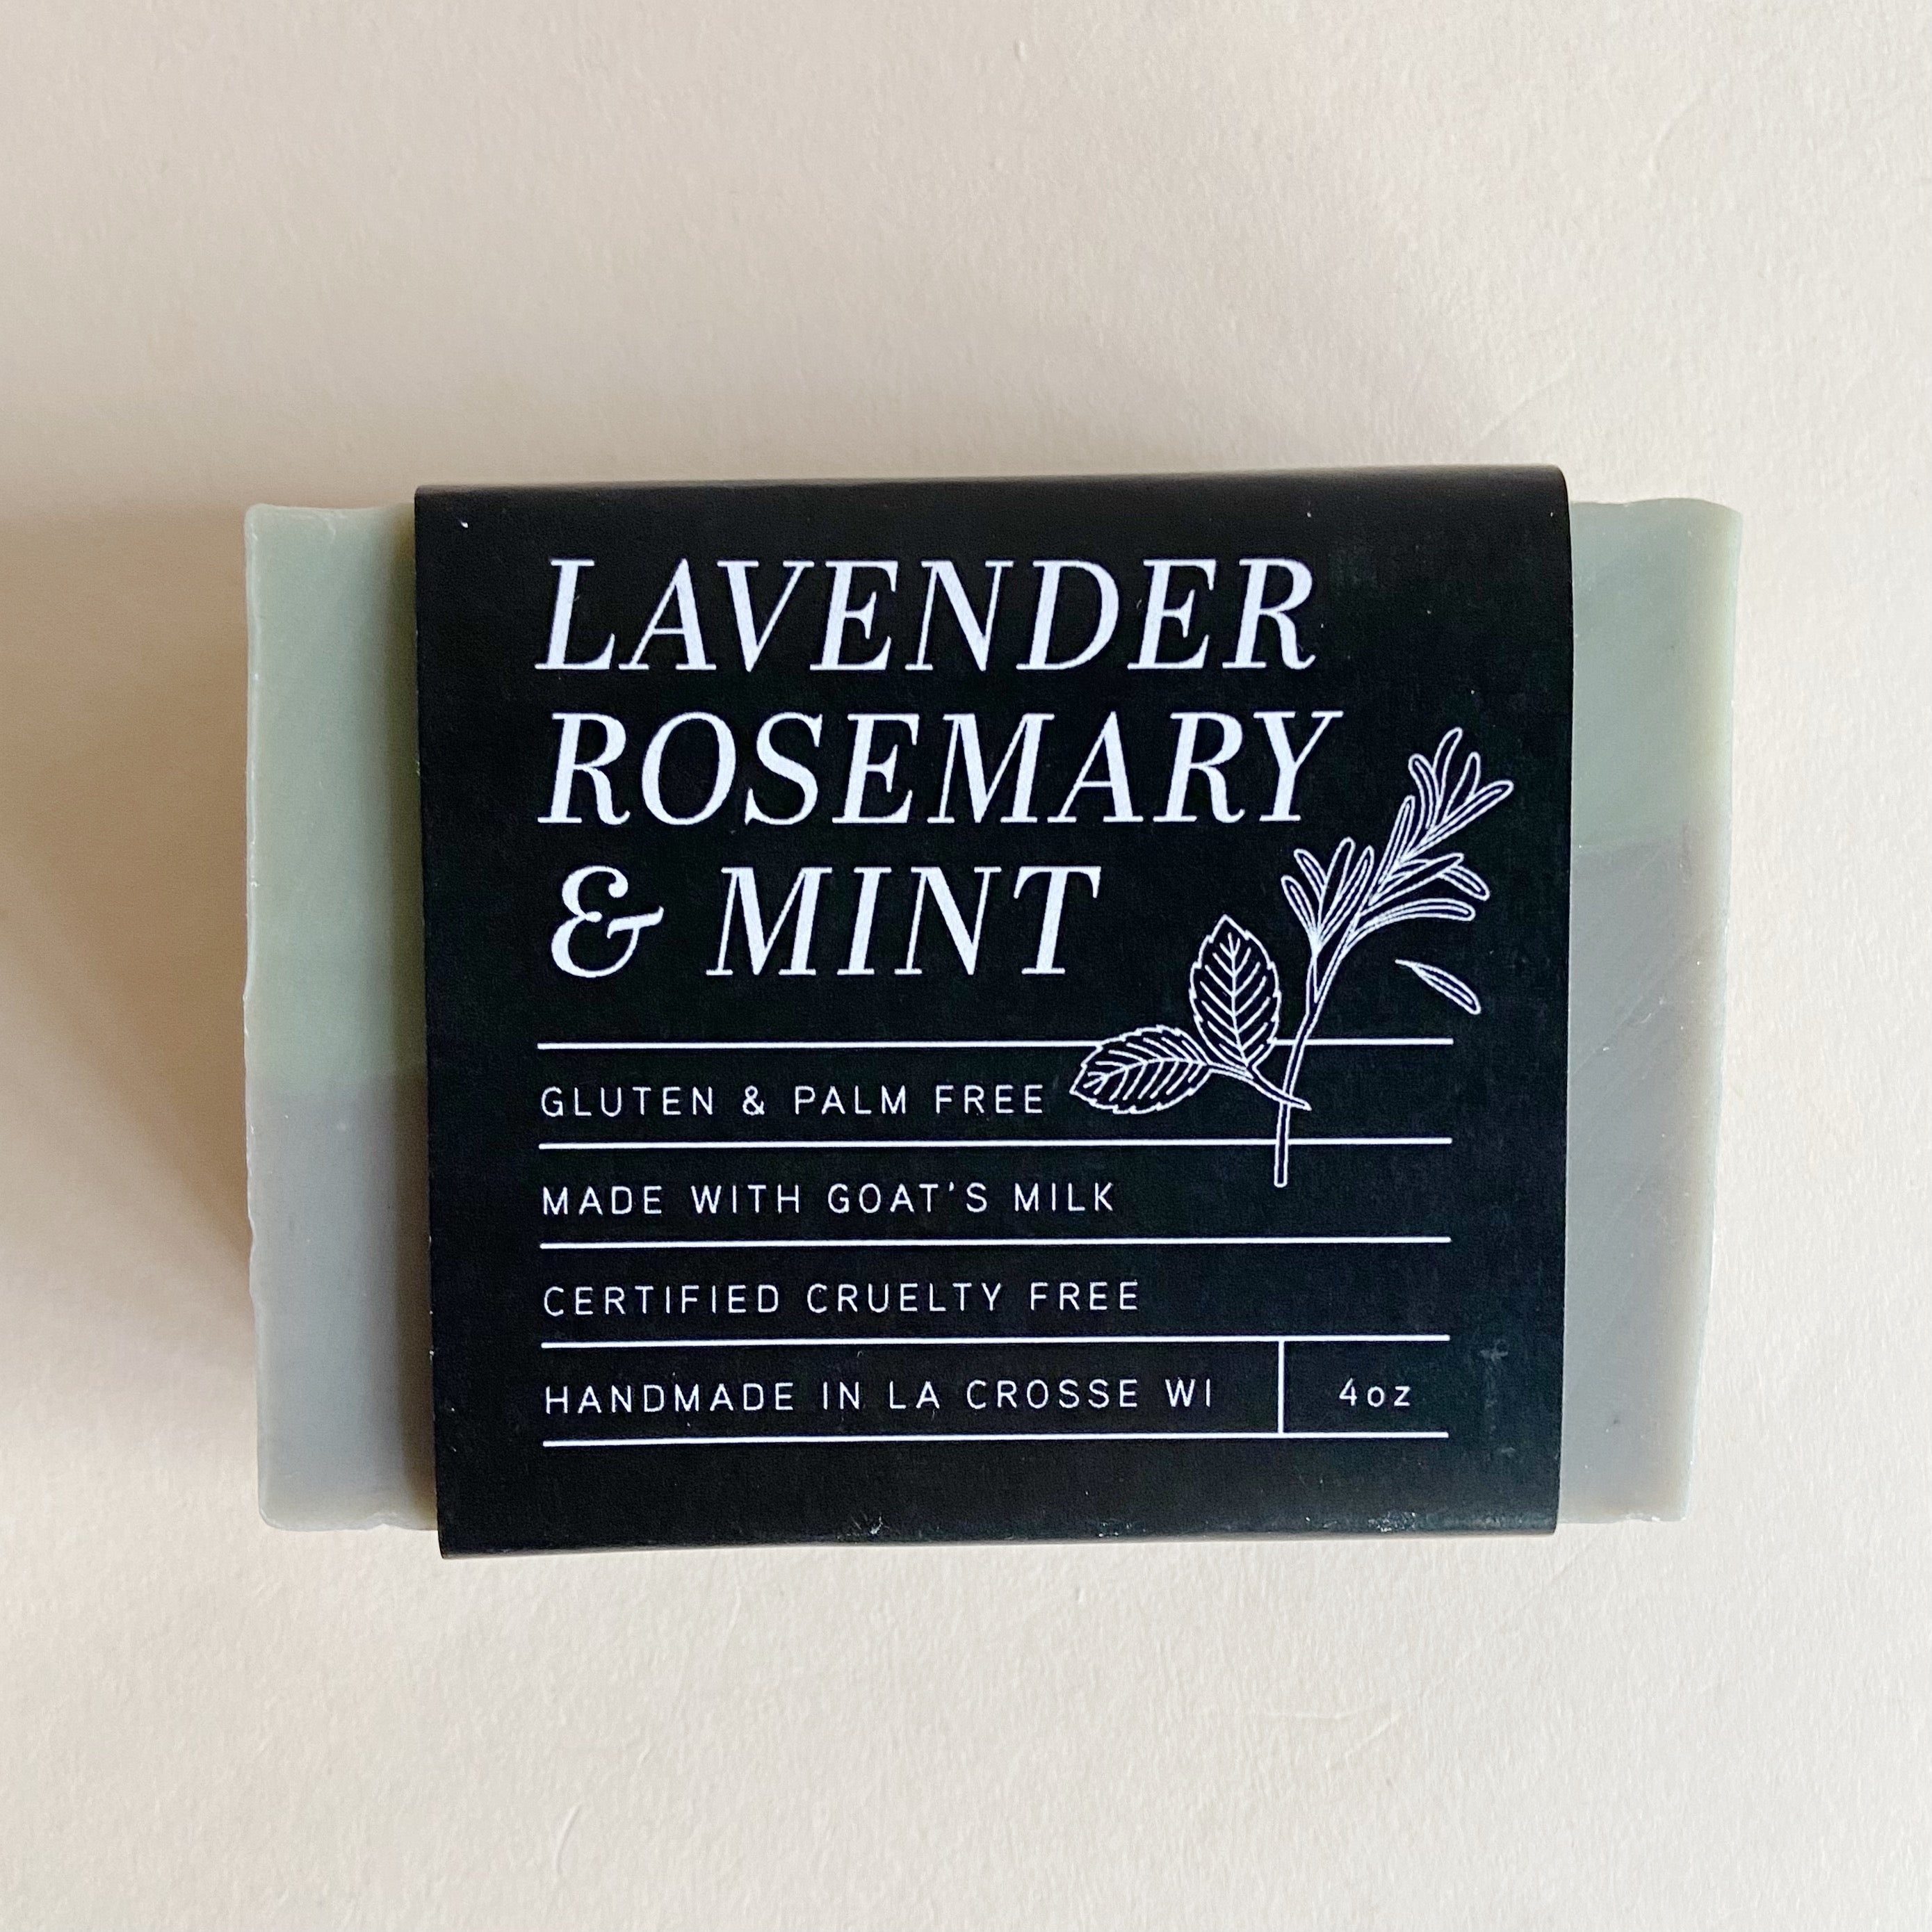 LAVENDER
ROSEMARY
& MINT
GLUTEN & PALM FREE
MADE WITH GOAT'S MILK
CERTIFIED CRUELTY FREE
HANDMADE IN LA CROSSE WI
4oz